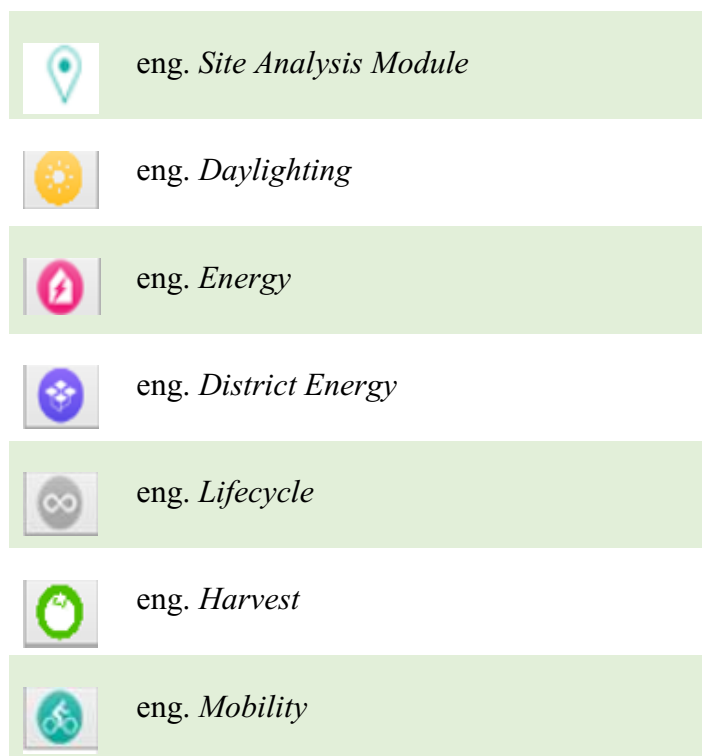 eng. Site Analysis Module
eng. Daylighting
eng. Energy
eng. District Energy
eng. Lifecycle
eng. Harvest
eng. Mobility